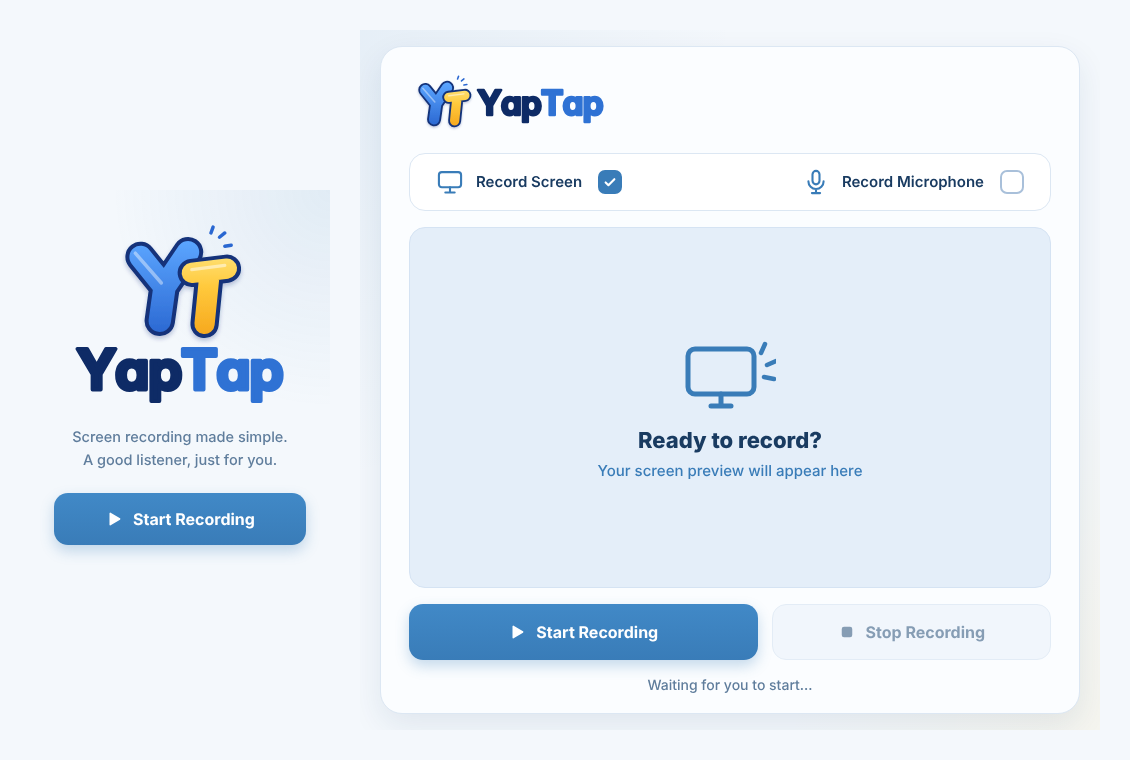 YT
YapTap
Screen recording made simple.
A good listener, just for you.
Start Recording
YT YapTap
Record Screen
Record Microphone
Ready to record?
Your screen preview will appear here
Start Recording
Stop Recording
Waiting for you to start...